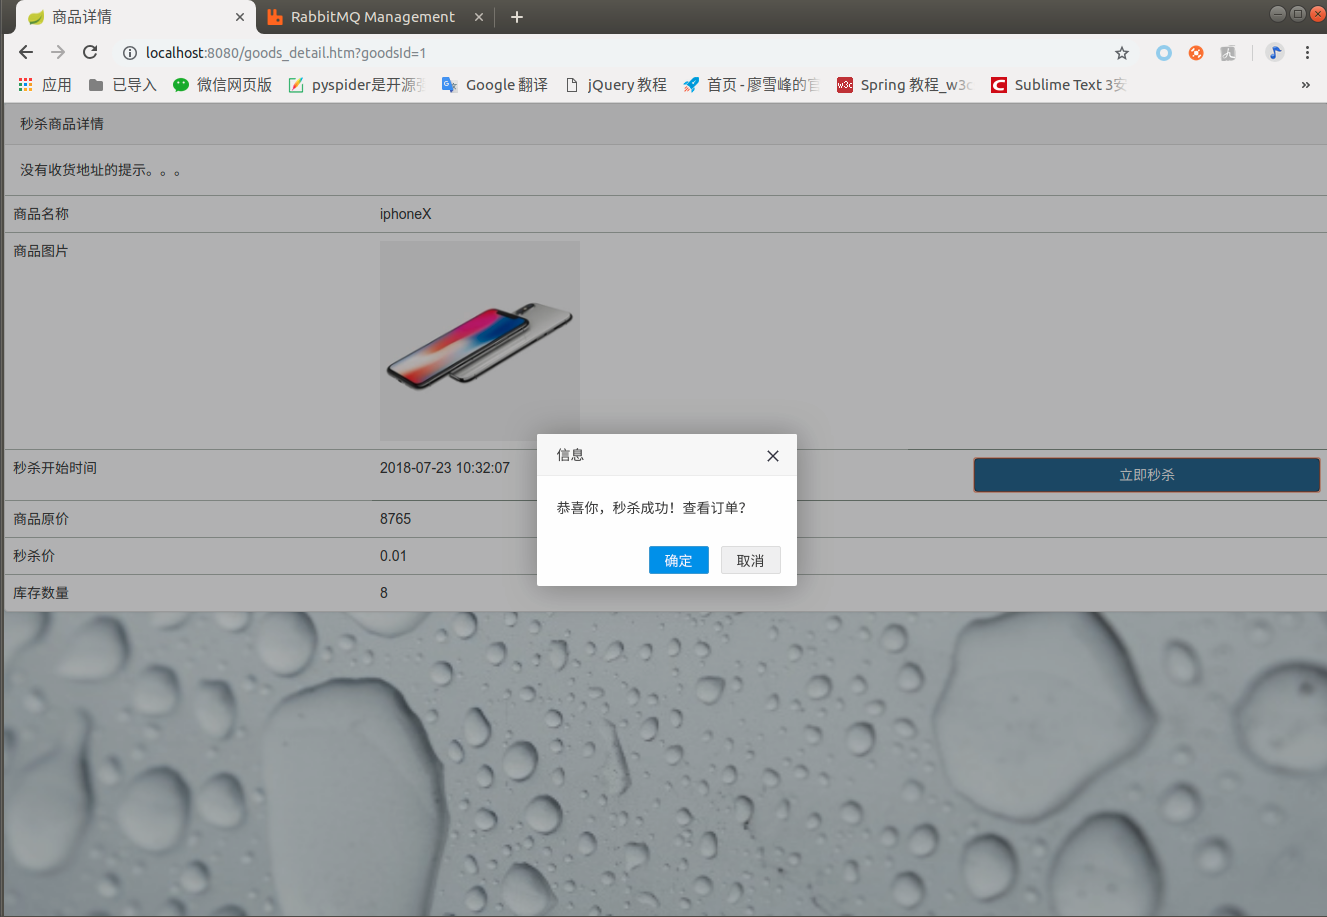 商品详情
RabbitMQ Management
localhost:8080/goods_detail.htm?goodsId=1
应用 已导入 微信网页版 pyspider是开源 Google 翻译 jQuery 教程 首页 - 廖雪峰的官 Spring 教程_w3c Sublime Text 3安 »
秒杀商品详情
没有收货地址的提示。。。
商品名称 iphoneX
商品图片
秒杀开始时间 2018-07-23 10:32:07 立即秒杀
商品原价 8765
秒杀价 0.01
库存数量 8
信息
恭喜你，秒杀成功！查看订单？
确定 取消